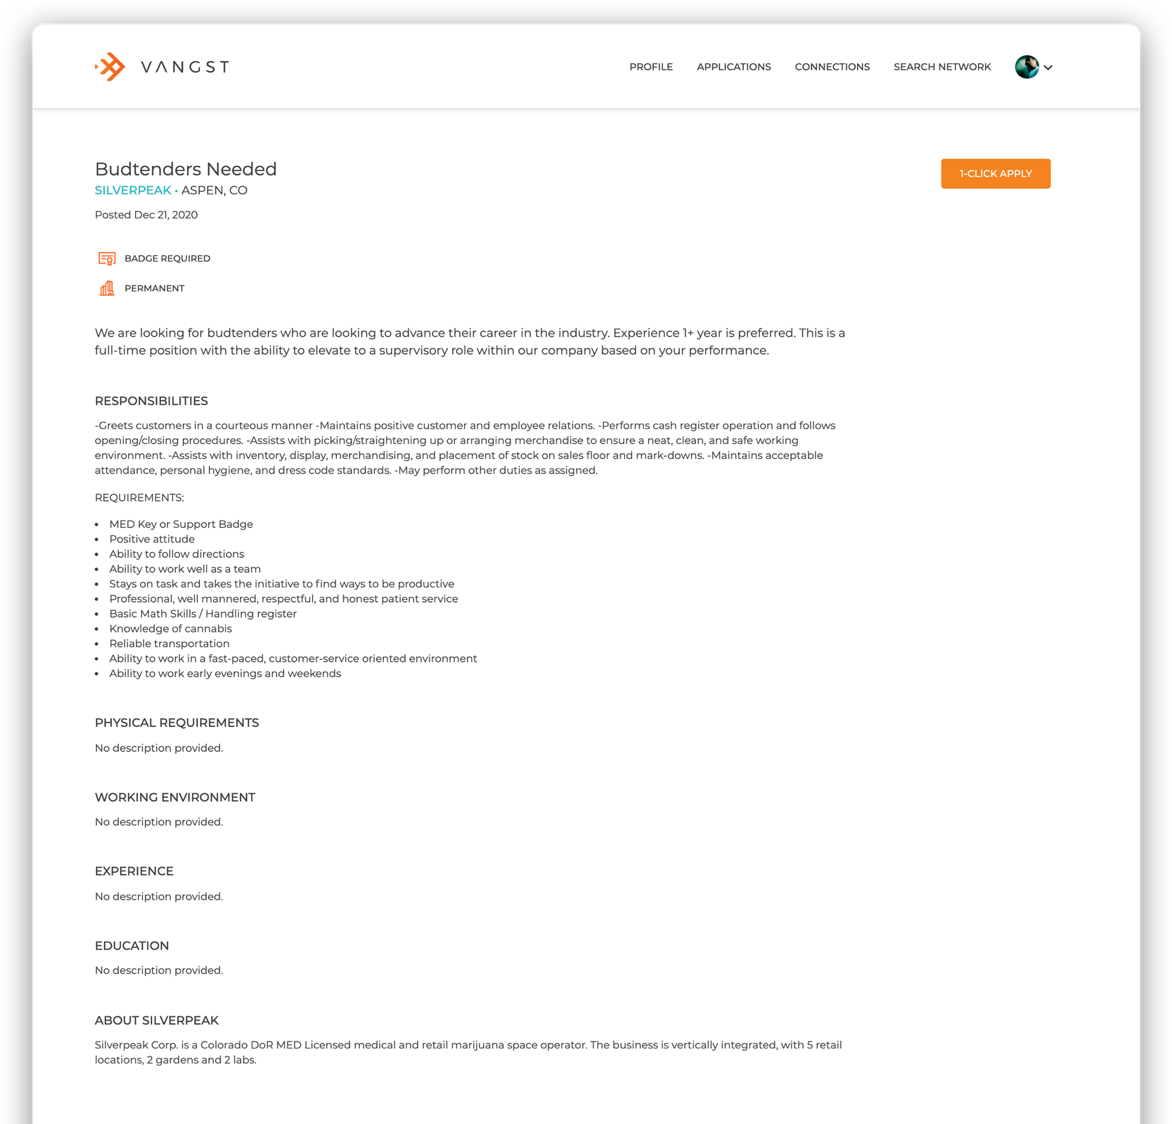 VANGST
PROFILE
APPLICATIONS
CONNECTIONS
SEARCH NETWORK
Budtenders Needed
1-CLICK APPLY
SILVERPEAK • ASPEN, CO
Posted Dec 21, 2020
BADGE REQUIRED
PERMANENT
We are looking for budtenders who are looking to advance their career in the industry. Experience 1+ year is preferred. This is a
full-time position with the ability to elevate to a supervisory role within our company based on your performance.
RESPONSIBILITIES
-Greets customers in a courteous manner -Maintains positive customer and employee relations. -Performs cash register operation and follows
opening/closing procedures. -Assists with picking/straightening up or arranging merchandise to ensure a neat, clean, and safe working
environment. -Assists with inventory, display, merchandising, and placement of stock on sales floor and mark-downs. -Maintains acceptable
attendance, personal hygiene, and dress code standards. -May perform other duties as assigned.
REQUIREMENTS:
• MED Key or Support Badge
• Positive attitude
• Ability to follow directions
• Ability to work well as a team
• Stays on task and takes the initiative to find ways to be productive
• Professional, well mannered, respectful, and honest patient service
• Basic Math Skills / Handling register
• Knowledge of cannabis
• Reliable transportation
• Ability to work in a fast-paced, customer-service oriented environment
• Ability to work early evenings and weekends
PHYSICAL REQUIREMENTS
No description provided.
WORKING ENVIRONMENT
No description provided.
EXPERIENCE
No description provided.
EDUCATION
No description provided.
ABOUT SILVERPEAK
Silverpeak Corp. is a Colorado DoR MED Licensed medical and retail marijuana space operator. The business is vertically integrated, with 5 retail
locations, 2 gardens and 2 labs.